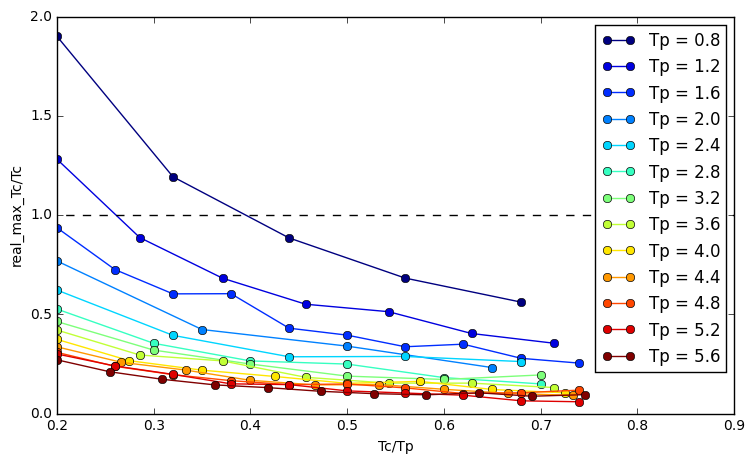 2.0
1.5
1.0
0.5
0.0
real_max_Tc/Tc
0.2 0.3 0.4 0.5 0.6 0.7 0.8 0.9
Tc/Tp
Tp = 0.8
Tp = 1.2
Tp = 1.6
Tp = 2.0
Tp = 2.4
Tp = 2.8
Tp = 3.2
Tp = 3.6
Tp = 4.0
Tp = 4.4
Tp = 4.8
Tp = 5.2
Tp = 5.6